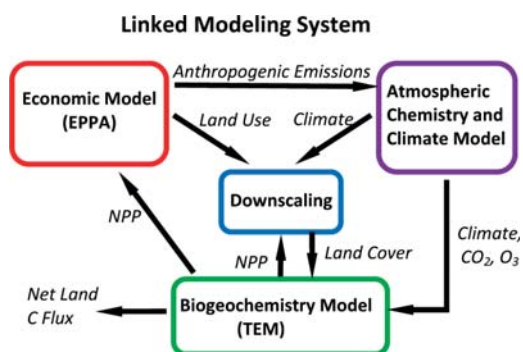 Linked Modeling System
Anthropogenic Emissions
Economic Model
(EPPA)
Atmospheric
Chemistry and
Climate Model
Land Use
Climate
Downscaling
NPP
NPP
Land Cover
Climate,
CO₂, O₃
Net Land
C Flux
Biogeochemistry Model
(TEM)